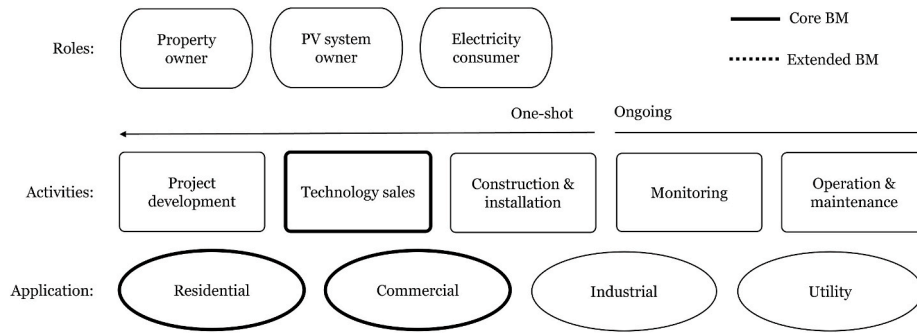 Roles:
Property
owner
PV system
owner
Electricity
consumer
Core BM
Extended BM
One-shot
Ongoing
Activities:
Project
development
Technology sales
Construction &
installation
Monitoring
Operation &
maintenance
Application:
Residential
Commercial
Industrial
Utility